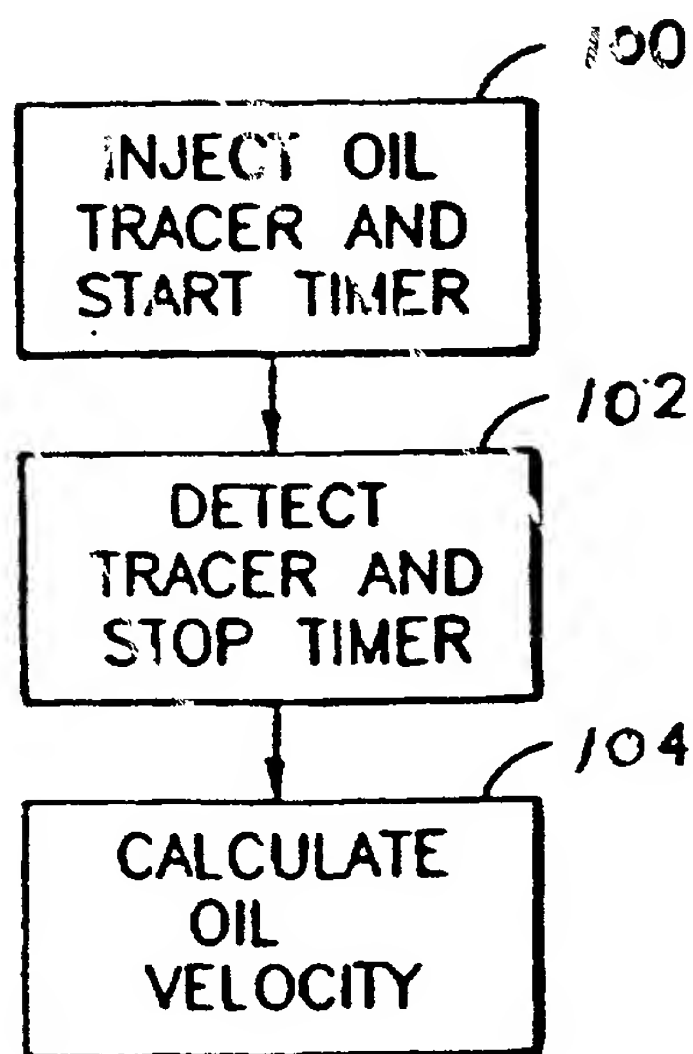 100
INJECT OIL
TRACER AND
START TIMER
102
DETECT
TRACER AND
STOP TIMER
104
CALCULATE
OIL
VELOCITY